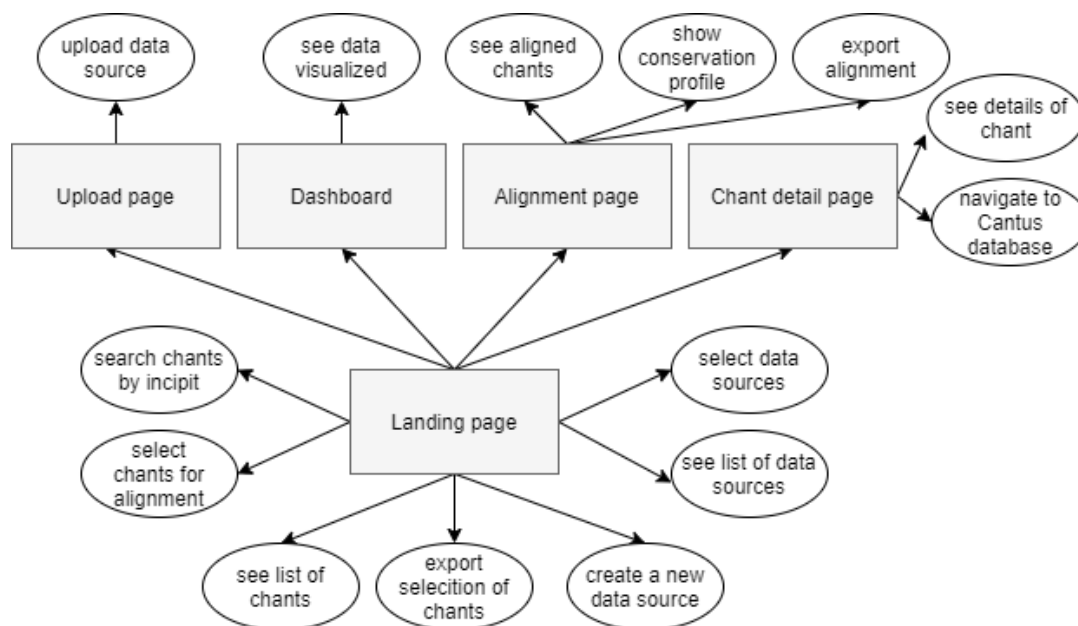 upload data
source
see data
visualized
see aligned
chants
show
conservation
profile
export
alignment
see details of
chant
Upload page
Dashboard
Alignment page
Chant detail page
navigate to
Cantus
database
search chants
by incipit
select data
sources
Landing page
select
chants for
alignment
see list of data
sources
see list of
chants
export
selecition of
chants
create a new
data source